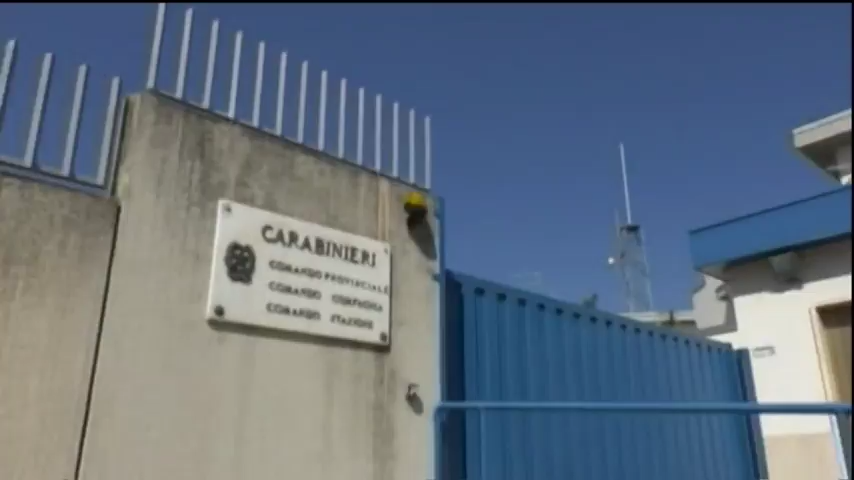 CARABINIERI
COMANDO PROVINCIALE
COMANDO COMPAGNIA
COMANDO STAZIONE